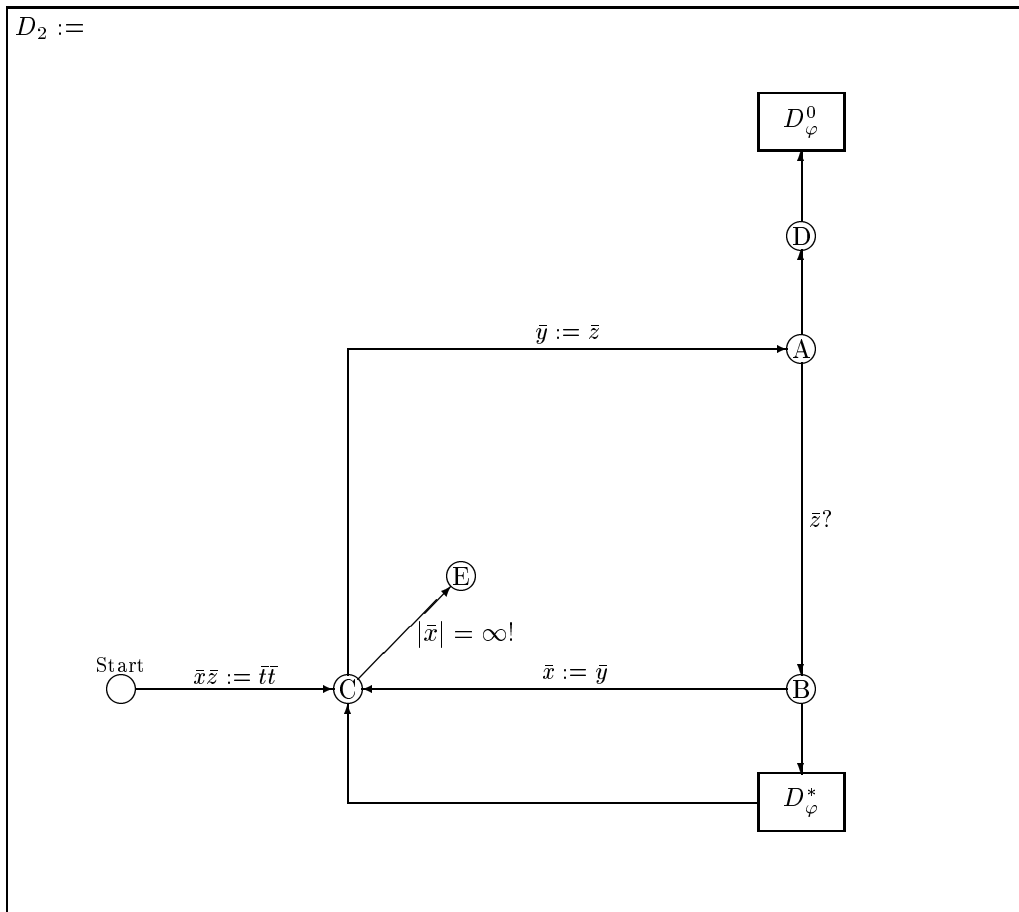 D₂ :=
D⁰_φ
D
ȳ := z̄
A
z̄?
E
|x̄| = ∞!
Start
x̄z̄ := t̄t̄
C
x̄ := ȳ
B
D*_φ